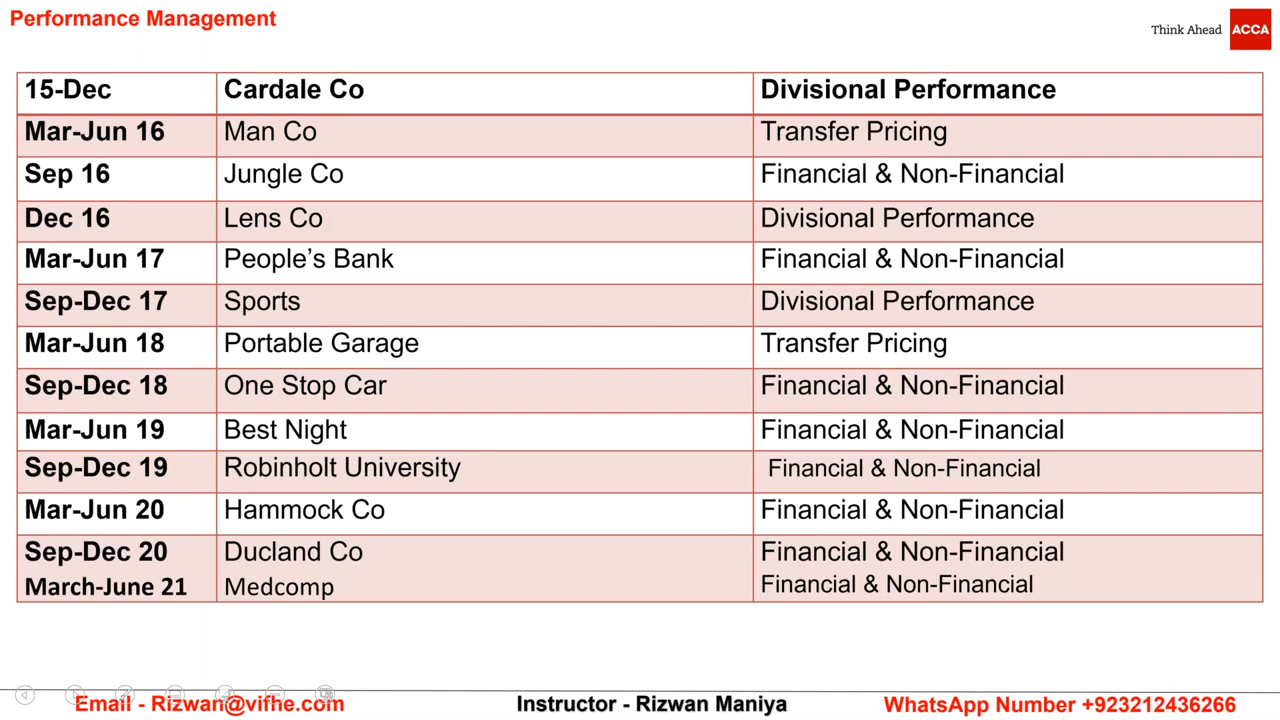 Performance Management
Think Ahead ACCA
15-Dec Cardale Co Divisional Performance
Mar-Jun 16 Man Co Transfer Pricing
Sep 16 Jungle Co Financial & Non-Financial
Dec 16 Lens Co Divisional Performance
Mar-Jun 17 People’s Bank Financial & Non-Financial
Sep-Dec 17 Sports Divisional Performance
Mar-Jun 18 Portable Garage Transfer Pricing
Sep-Dec 18 One Stop Car Financial & Non-Financial
Mar-Jun 19 Best Night Financial & Non-Financial
Sep-Dec 19 Robinholt University Financial & Non-Financial
Mar-Jun 20 Hammock Co Financial & Non-Financial
Sep-Dec 20 Ducland Co Financial & Non-Financial
March-June 21 Medcomp Financial & Non-Financial
Email - Rizwan@vifhe.com Instructor - Rizwan Maniya WhatsApp Number +923212436266